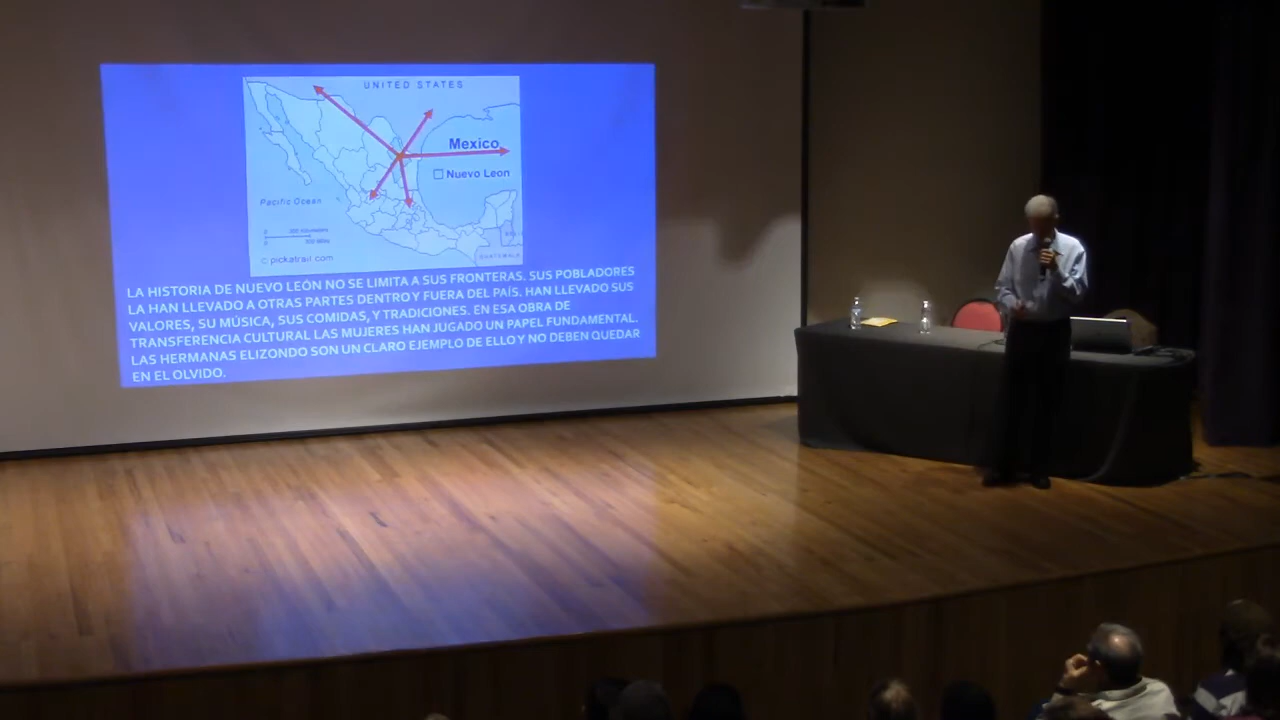 UNITED STATES
Mexico
Nuevo Leon
Pacific Ocean
GUATEMALA
© pickatrail com
LA HISTORIA DE NUEVO LEÓN NO SE LIMITA A SUS FRONTERAS. SUS POBLADORES
LA HAN LLEVADO A OTRAS PARTES DENTRO Y FUERA DEL PAÍS. HAN LLEVADO SUS
VALORES, SU MÚSICA, SUS COMIDAS, Y TRADICIONES. EN ESA OBRA DE
TRANSFERENCIA CULTURAL LAS MUJERES HAN JUGADO UN PAPEL FUNDAMENTAL.
LAS HERMANAS ELIZONDO SON UN CLARO EJEMPLO DE ELLO Y NO DEBEN QUEDAR
EN EL OLVIDO.